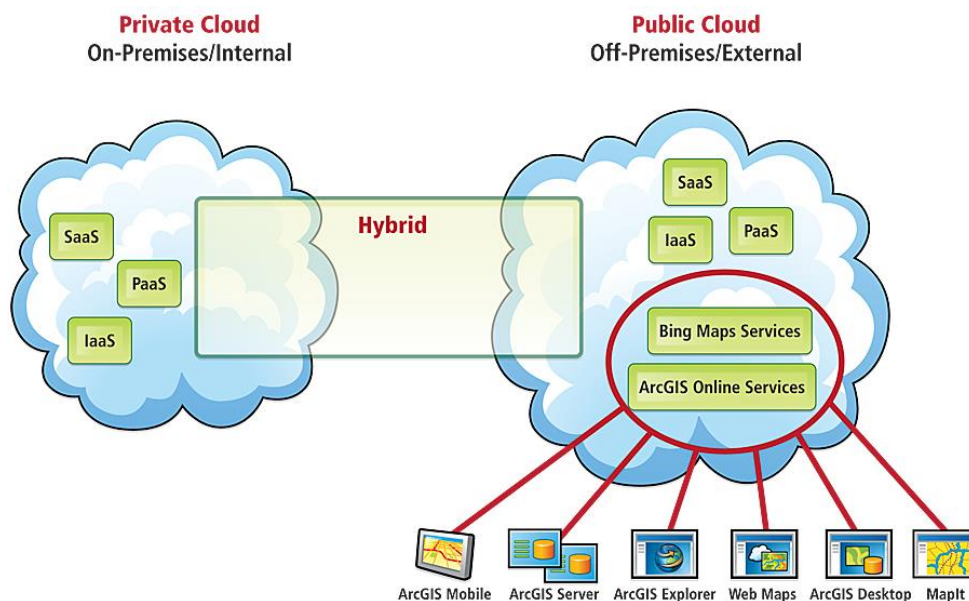 Private Cloud
On-Premises/Internal
Public Cloud
Off-Premises/External
SaaS
PaaS
IaaS
Hybrid
SaaS
IaaS
PaaS
Bing Maps Services
ArcGIS Online Services
ArcGIS Mobile
ArcGIS Server
ArcGIS Explorer
Web Maps
ArcGIS Desktop
MapIt